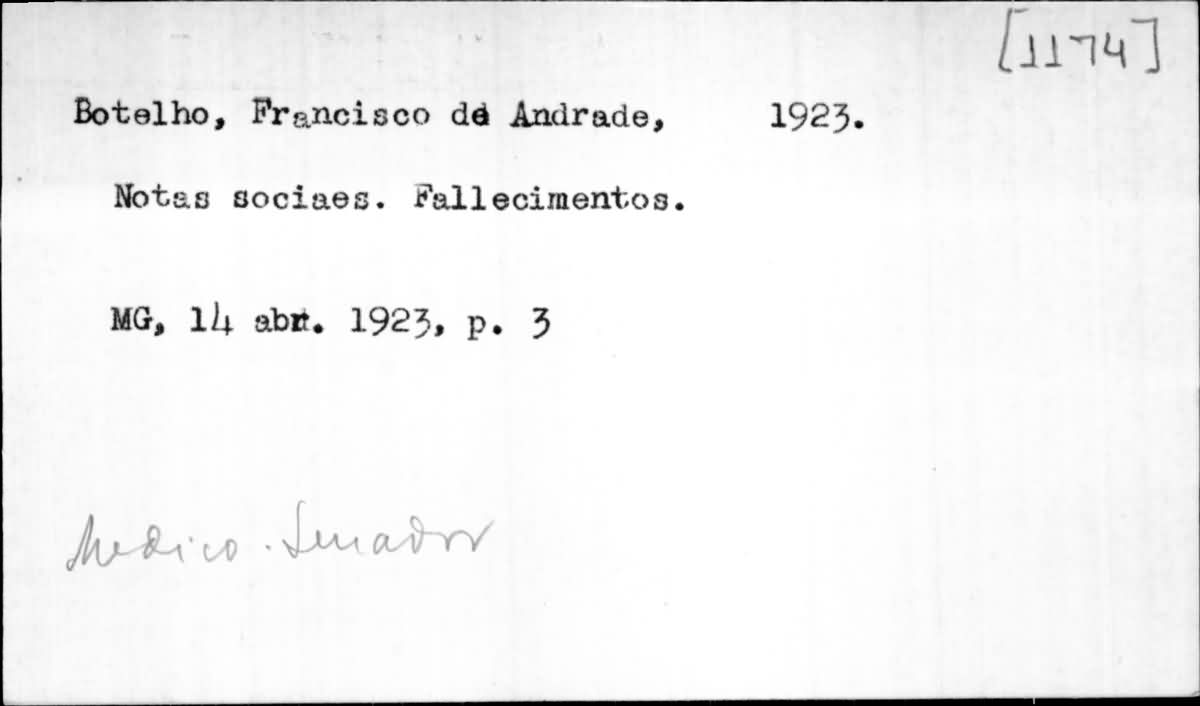 [1174]
Botelho, Francisco de Andrade, 1923.
Notas sociaes. Fallecimentos.
MG, 14 abr. 1923, p. 3
Medico. Senador